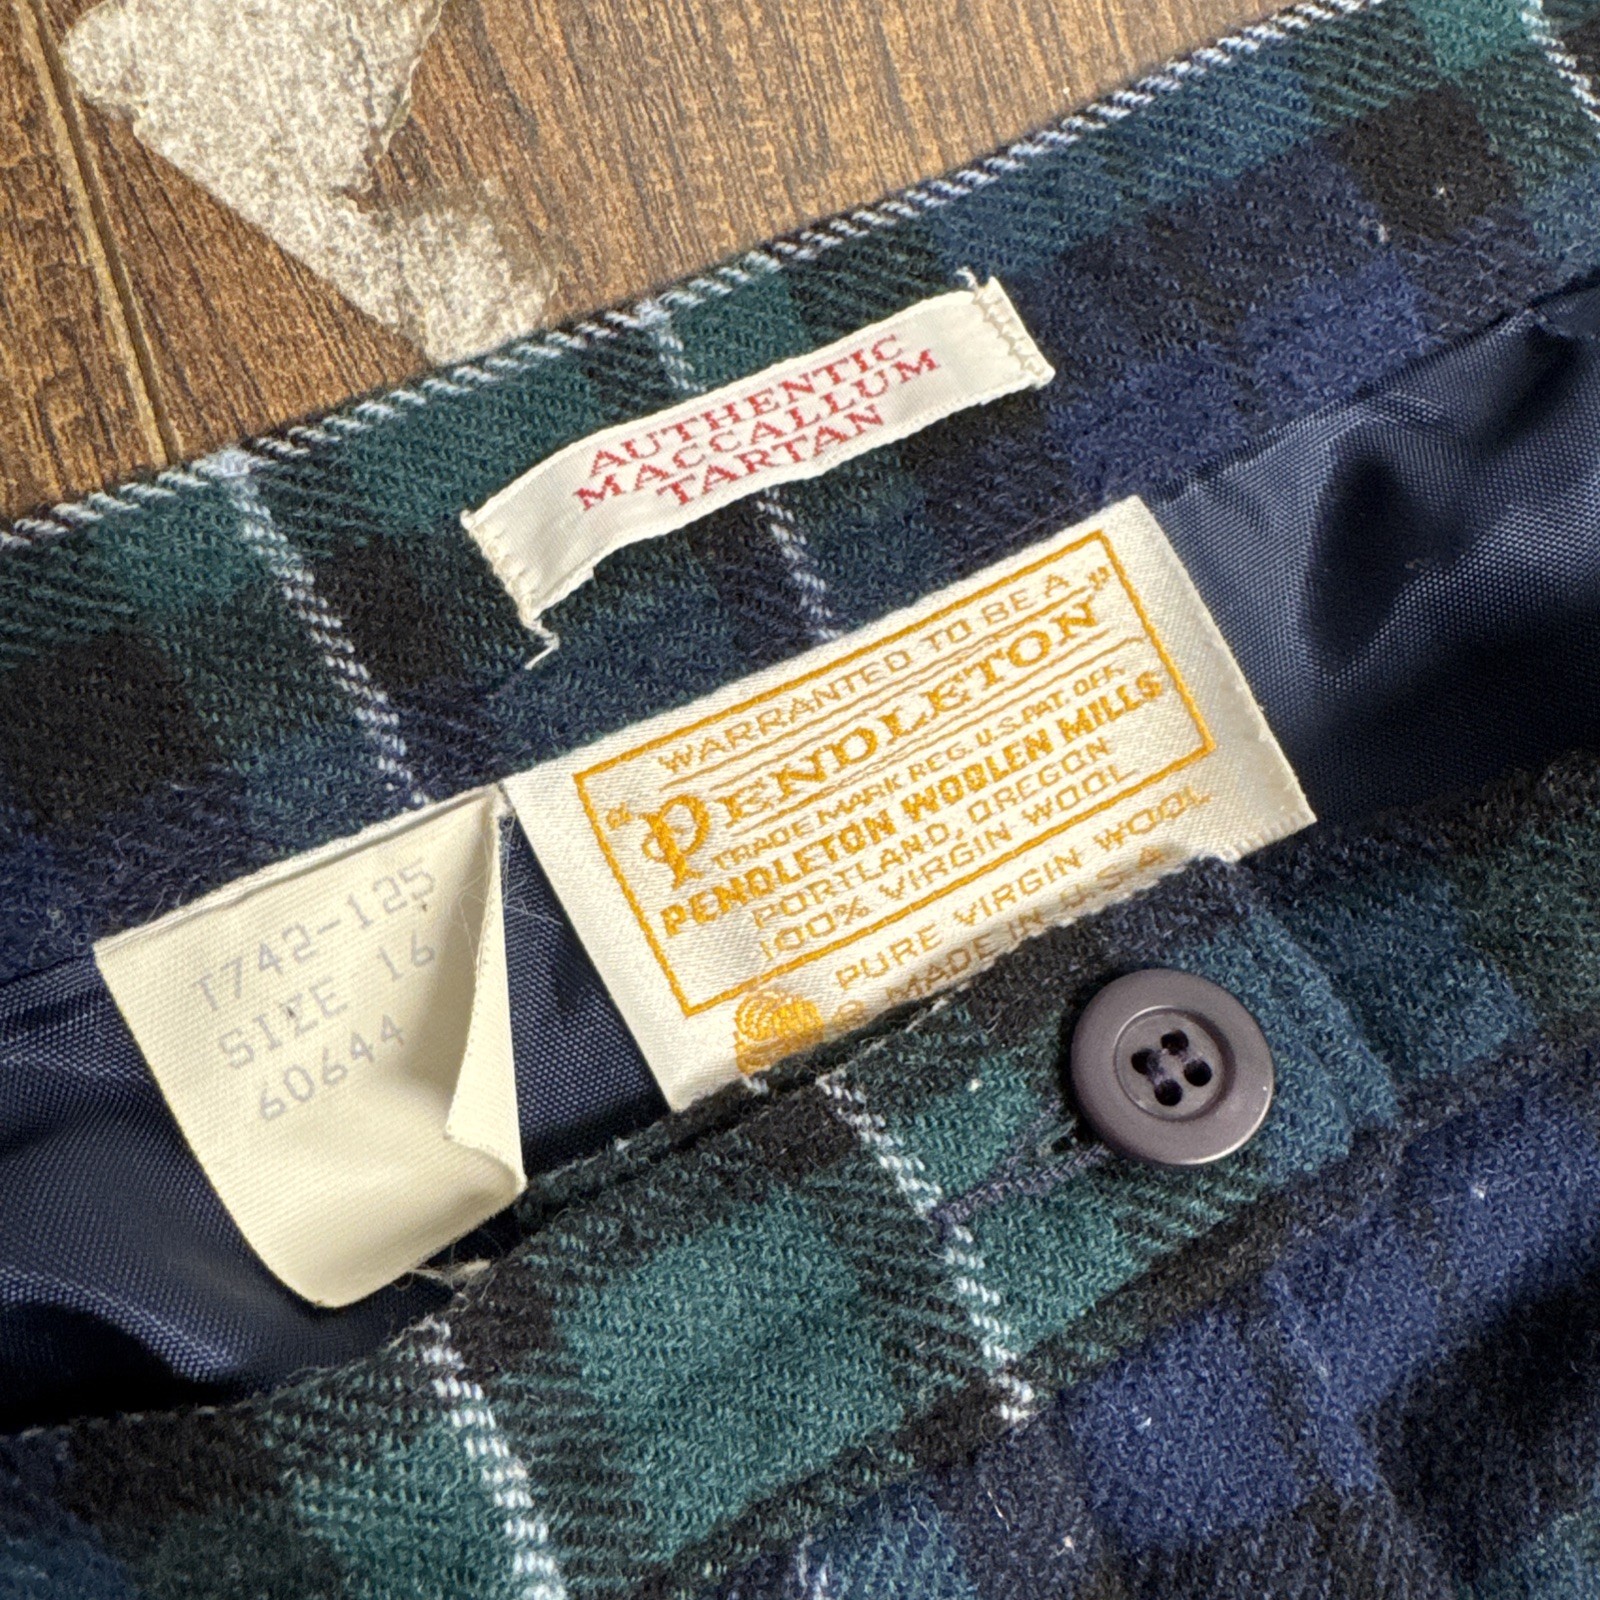 AUTHENTIC
MACCALLUM
TARTAN
WARRANTED TO BE A
"PENDLETON"
TRADE MARK REG. U.S. PAT. OFF.
PENDLETON WOOLEN MILLS
PORTLAND, OREGON
100% VIRGIN WOOL
PURE VIRGIN WOOL
MADE IN U.S.A.
T742-125
SIZE 16
60644